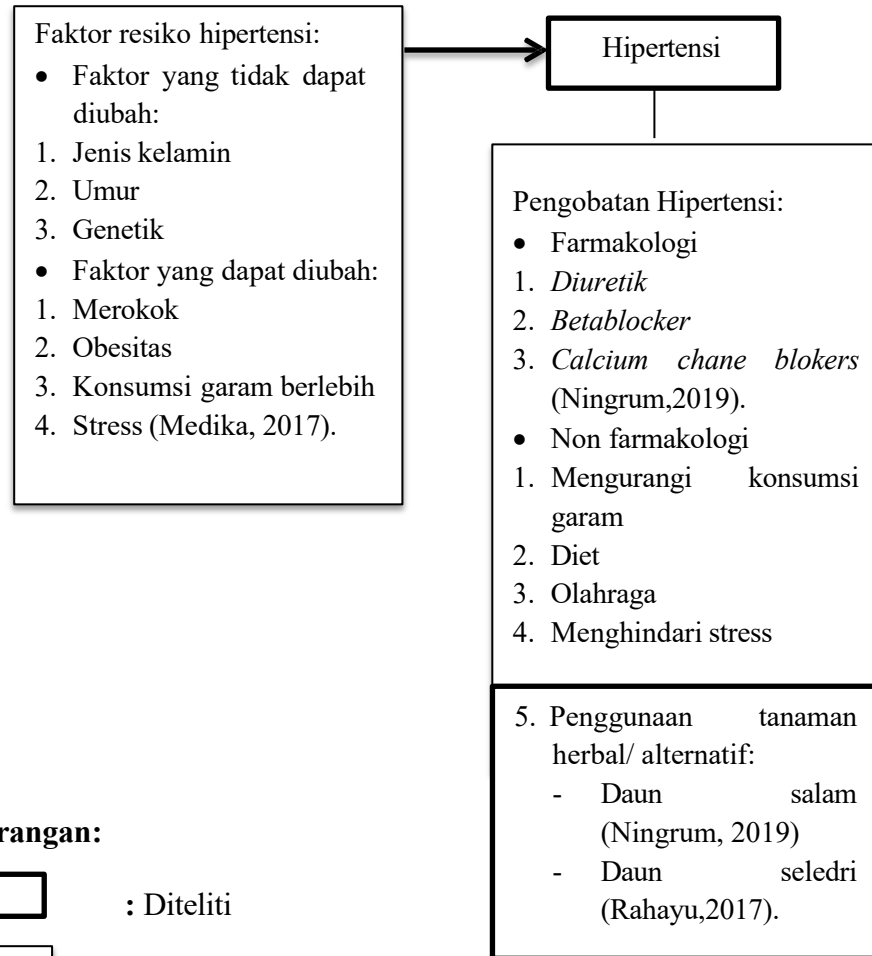 Faktor resiko hipertensi:
• Faktor yang tidak dapat
diubah:
1. Jenis kelamin
2. Umur
3. Genetik
• Faktor yang dapat diubah:
1. Merokok
2. Obesitas
3. Konsumsi garam berlebih
4. Stress (Medika, 2017).
Hipertensi
Pengobatan Hipertensi:
• Farmakologi
1. Diuretik
2. Betablocker
3. Calcium chane blokers
(Ningrum,2019).
• Non farmakologi
1. Mengurangi konsumsi
garam
2. Diet
3. Olahraga
4. Menghindari stress
5. Penggunaan tanaman
herbal/ alternatif:
- Daun salam
(Ningrum, 2019)
- Daun seledri
(Rahayu,2017).
rangan:
: Diteliti